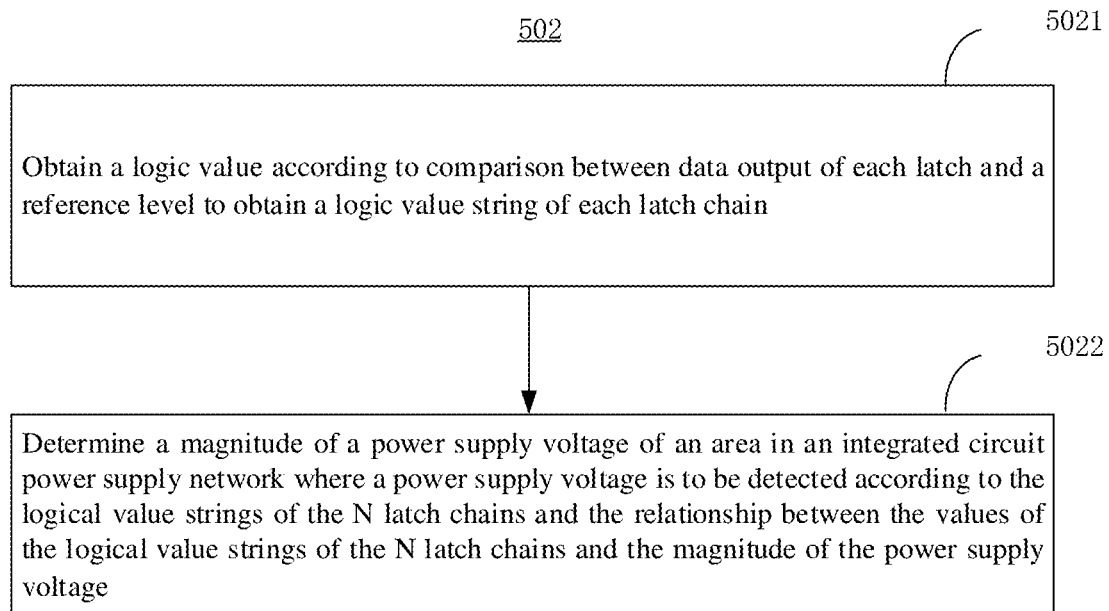 502
5021
Obtain a logic value according to comparison between data output of each latch and a
reference level to obtain a logic value string of each latch chain
5022
Determine a magnitude of a power supply voltage of an area in an integrated circuit
power supply network where a power supply voltage is to be detected according to the
logical value strings of the N latch chains and the relationship between the values of
the logical value strings of the N latch chains and the magnitude of the power supply
voltage